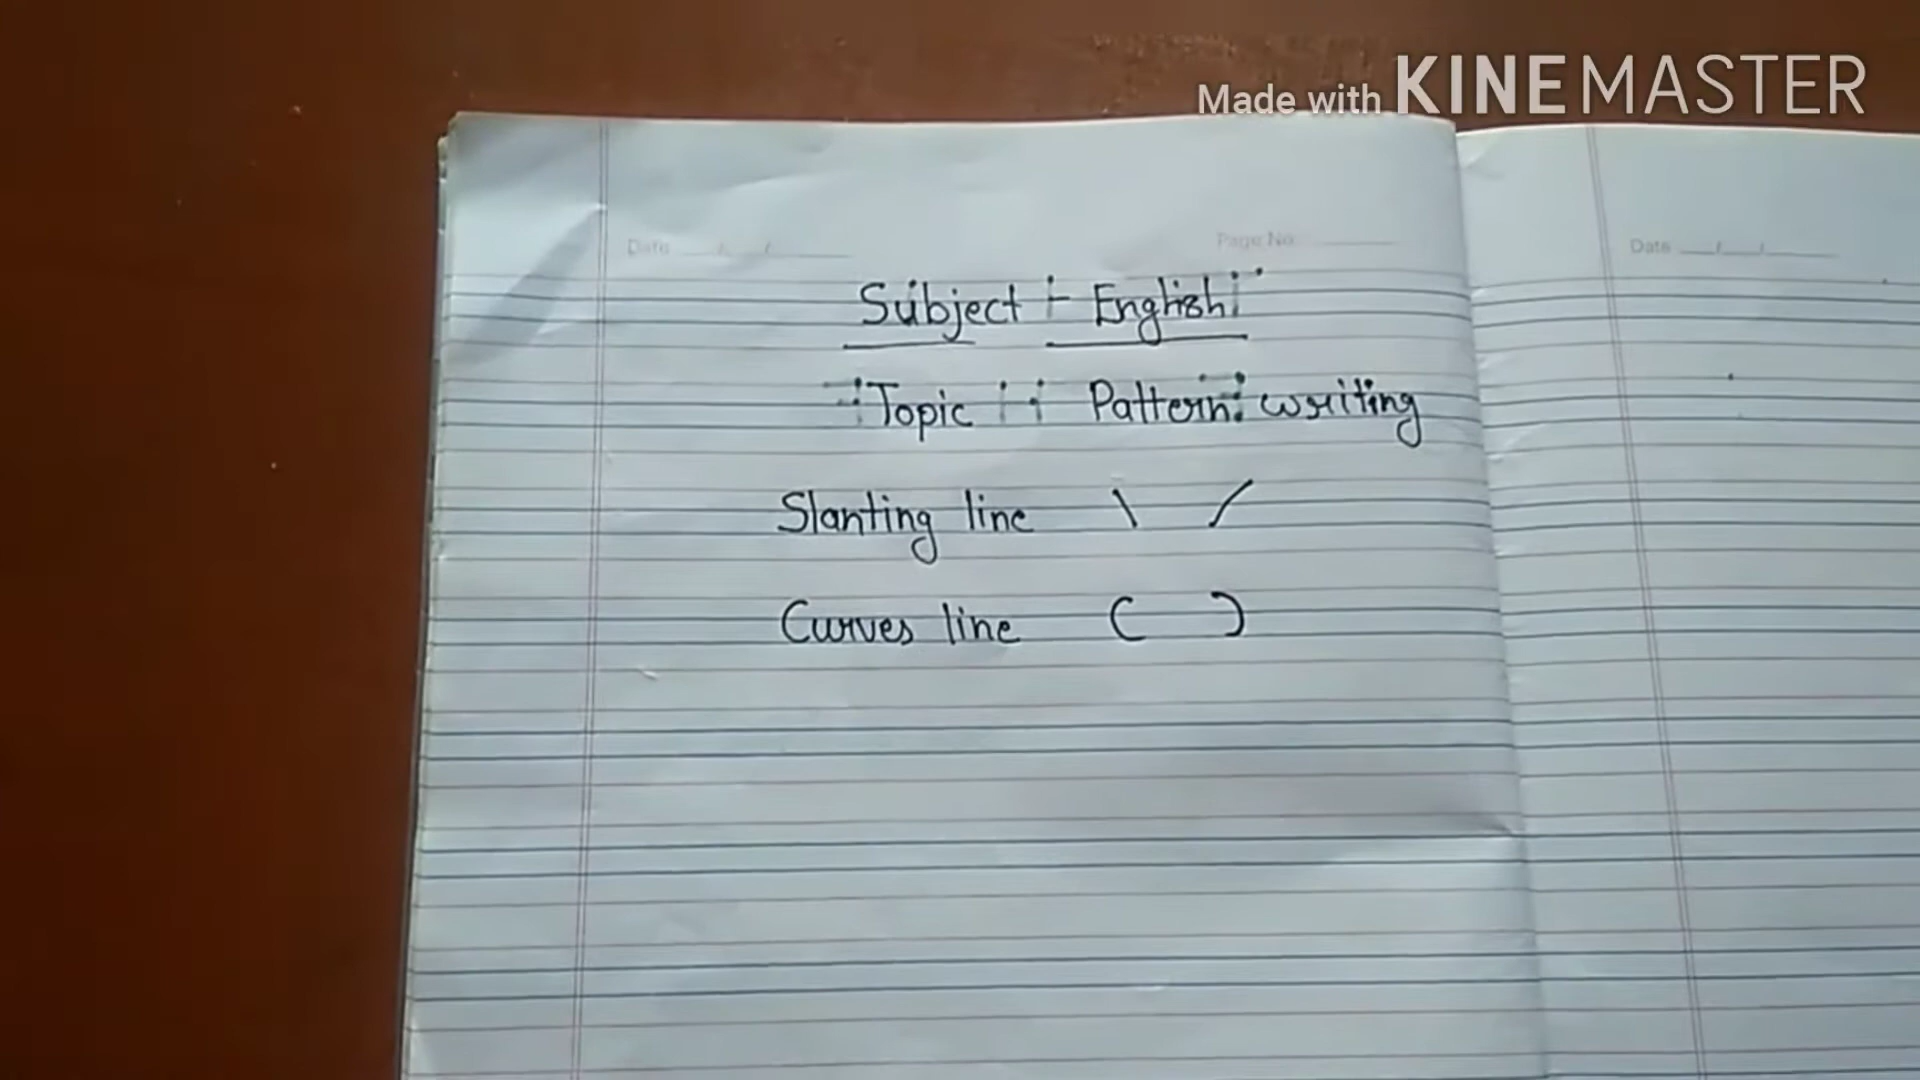 Made with KINEMASTER
Date Page No. Date
Subject :- English
Topic : Pattern writing
Slanting line \ /
Curves line ( )